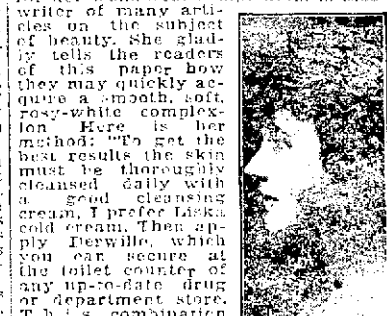 writer of many arti-
cles on the subject
of beauty. She glad-
ly tells the readers
of this paper how
they may quickly ac-
quire a smooth, soft,
rosy-white complex-
ion Here is her
method: "To get the
best results the skin
must be thoroughly
cleansed daily with
a good cleansing
cream, I prefer Liska
cold cream. Then ap-
ply Derwillo, which
you can secure at
the toilet counter of
any up-to-date drug
or department store.
This combination